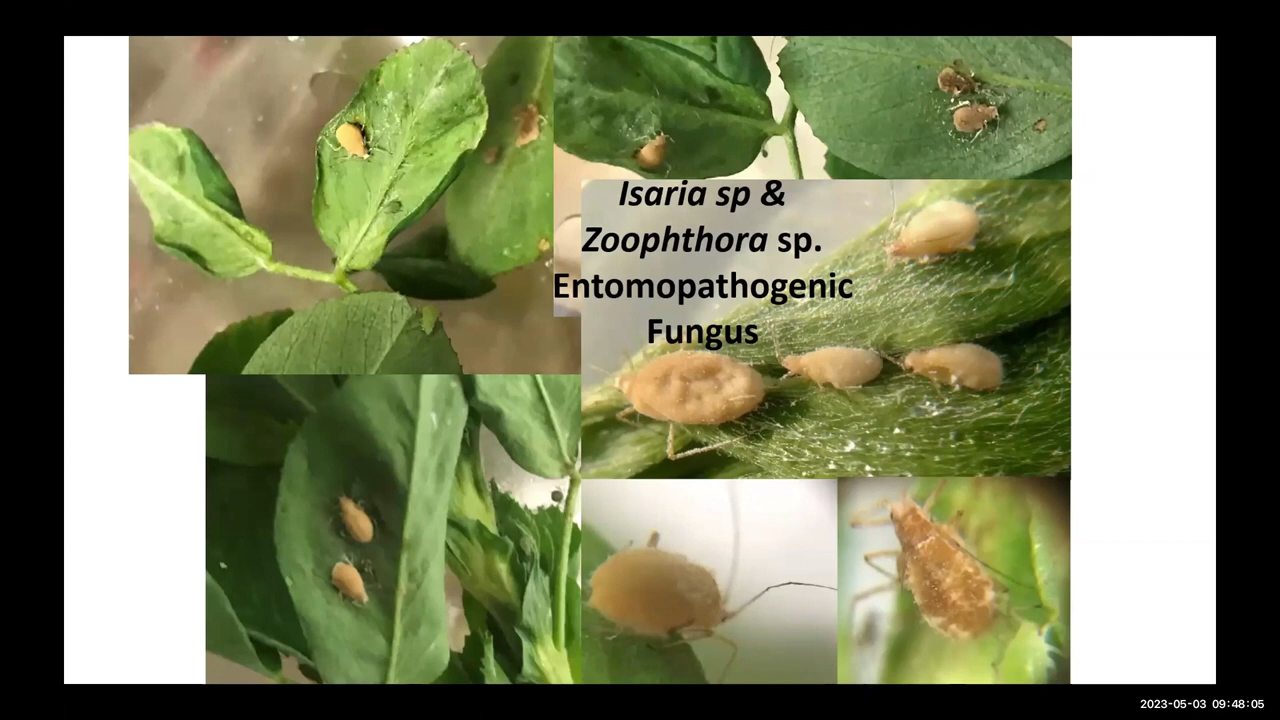 Isaria sp &
Zoophthora sp.
Entomopathogenic
Fungus
2023-05-03 09:48:05